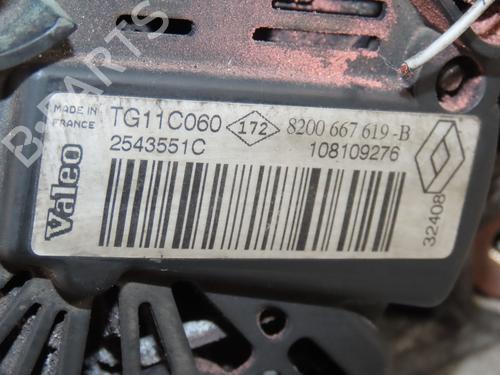 MADE IN
FRANCE
TG11C060
172
8200 667 619-B
2543551C
108109276
Valeo
32408
B-PARTS